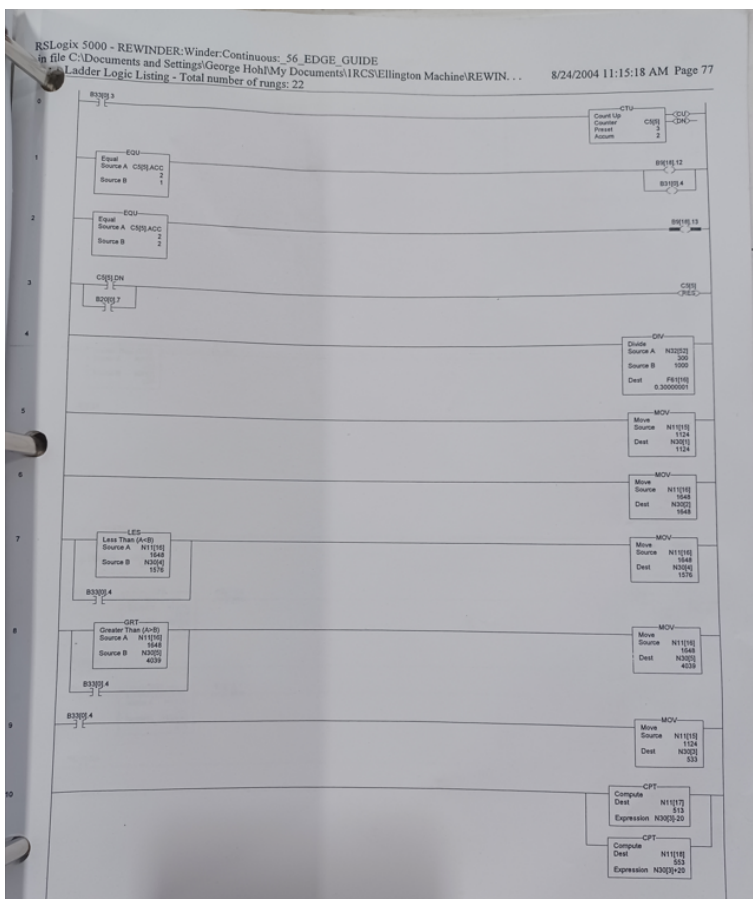 RSLogix 5000 - REWINDER:Winder:Continuous:_56_EDGE_GUIDE
in file C:\Documents and Settings\George Hohl\My Documents\1RCS\Ellington Machine\REWIN. . . 8/24/2004 11:15:18 AM Page 77
Ladder Logic Listing - Total number of rungs: 22
0
B33[0].3
CTU
Count Up
Counter C5[5]
Preset 3
Accum 2
CU
DN
1
EQU
Equal
Source A C5[5].ACC
2
Source B 1
B9[18].12
B31[0].4
2
EQU
Equal
Source A C5[5].ACC
2
Source B 2
B9[18].13
3
C5[5].DN
B20[0].7
C5[5]
RES
4
DIV
Divide
Source A N32[52]
300
Source B 1000
Dest F61[16]
0.30000001
5
MOV
Move
Source N11[15]
1124
Dest N30[1]
1124
6
MOV
Move
Source N11[16]
1648
Dest N30[2]
1648
7
LES
Less Than (A<B)
Source A N11[16]
1648
Source B N30[4]
1576
B33[0].4
MOV
Move
Source N11[16]
1648
Dest N30[4]
1576
8
GRT
Greater Than (A>B)
Source A N11[16]
1648
Source B N30[5]
4039
B33[0].4
MOV
Move
Source N11[16]
1648
Dest N30[5]
4039
9
B33[0].4
MOV
Move
Source N11[15]
1124
Dest N30[3]
533
10
CPT
Compute
Dest N11[17]
513
Expression N30[3]-20
CPT
Compute
Dest N11[18]
553
Expression N30[3]+20